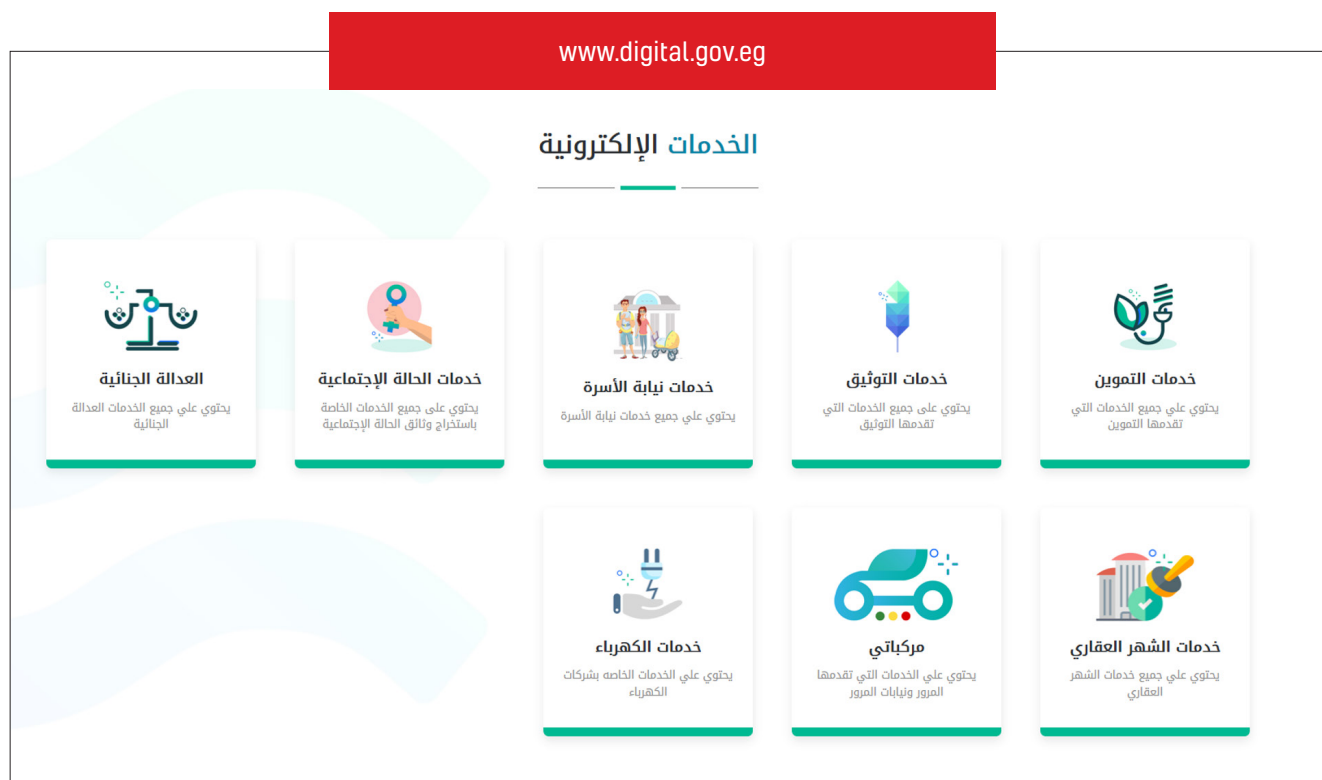 www.digital.gov.eg
الخدمات الإلكترونية
خدمات التموين
يحتوي علي جميع الخدمات التي
تقدمها التموين
خدمات التوثيق
يحتوي على جميع الخدمات التي
تقدمها التوثيق
خدمات نيابة الأسرة
يحتوي علي جميع خدمات نيابة الأسرة
خدمات الحالة الإجتماعية
يحتوي على جميع الخدمات الخاصة
باستخراج وثائق الحالة الإجتماعية
العدالة الجنائية
يحتوي علي جميع الخدمات العدالة
الجنائية
خدمات الشهر العقاري
يحتوي علي جميع خدمات الشهر
العقاري
مركباتي
يحتوي علي الخدمات التي تقدمها
المرور ونيابات المرور
خدمات الكهرباء
يحتوي علي الخدمات الخاصه بشركات
الكهرباء